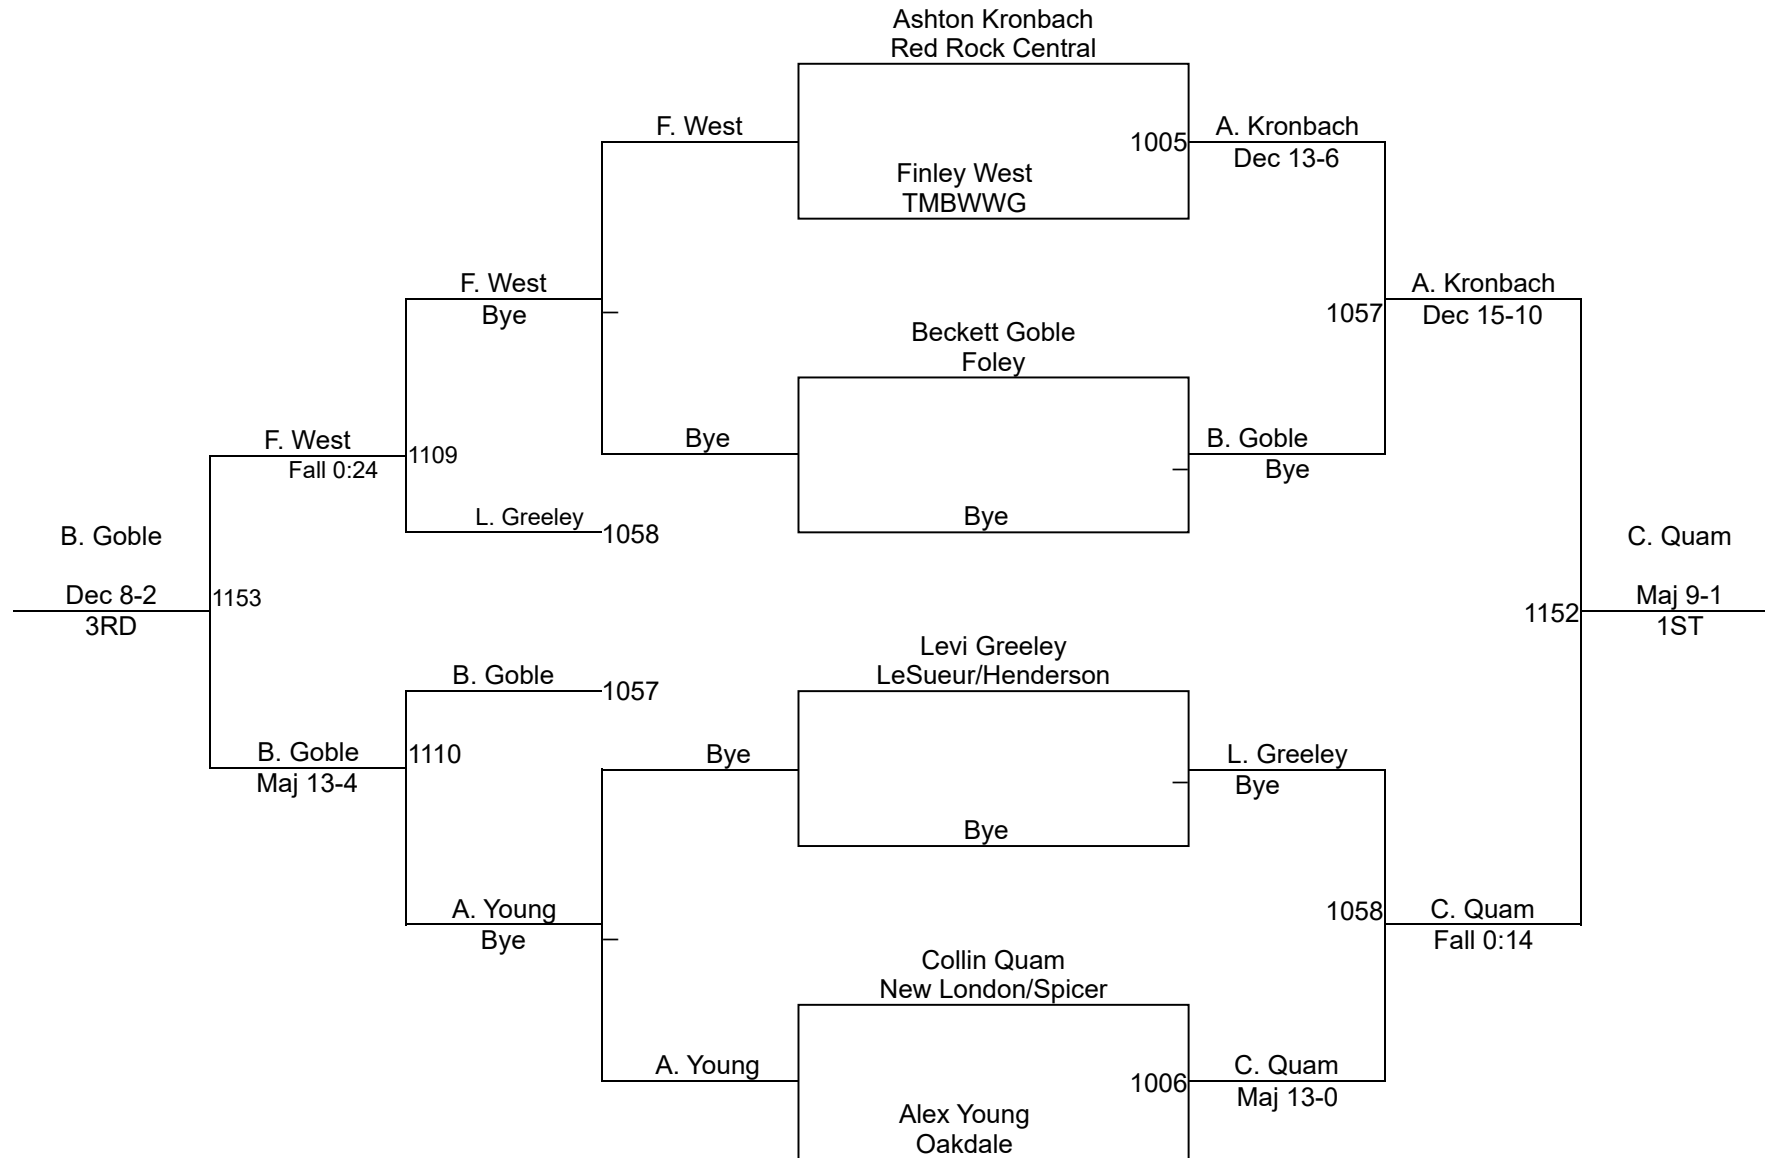 Ashton Kronbach
Red Rock Central
F. West
1005
A. Kronbach
Dec 13-6
Finley West
TMBWWG
F. West
Bye
A. Kronbach
1057
Dec 15-10
Beckett Goble
Foley
F. West
1109
Fall 0:24
Bye
B. Goble
Bye
L. Greeley
1058
Bye
B. Goble
C. Quam
Dec 8-2
1153
3RD
1152
Maj 9-1
1ST
Levi Greeley
LeSueur/Henderson
B. Goble
1057
B. Goble
1110
Maj 13-4
Bye
L. Greeley
Bye
Bye
A. Young
Bye
1058
C. Quam
Fall 0:14
Collin Quam
New London/Spicer
A. Young
1006
C. Quam
Maj 13-0
Alex Young
Oakdale